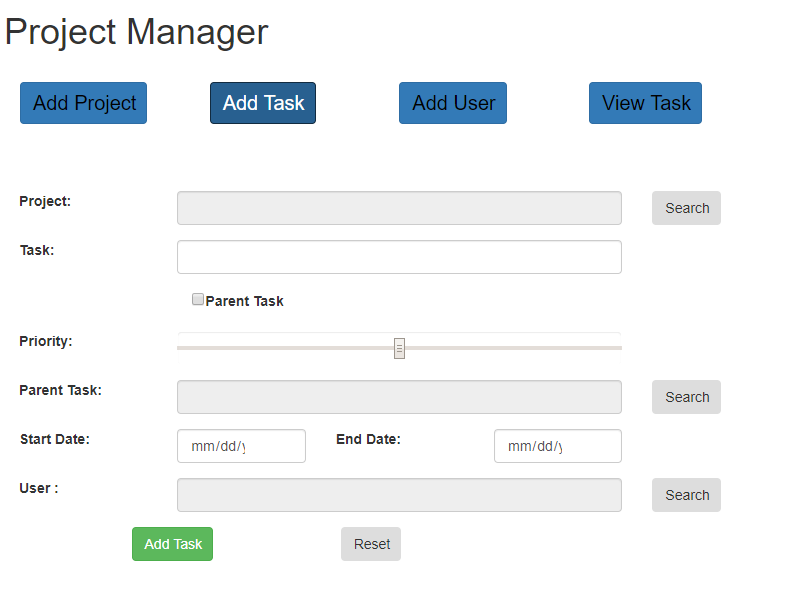 Project Manager
Add Project Add Task Add User View Task
Project: Search
Task:
Parent Task
Priority:
Parent Task: Search
Start Date: mm/dd/y End Date: mm/dd/y
User : Search
Add Task Reset